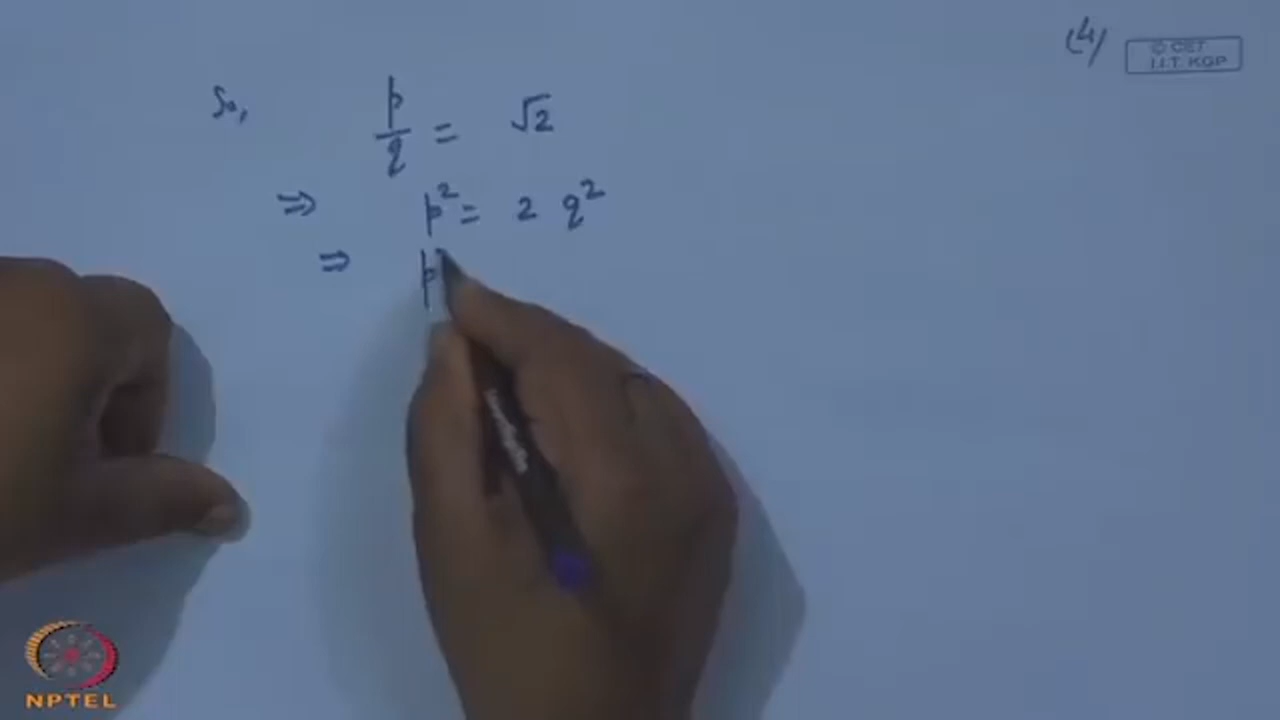 (4)
© CET
I.I.T. KGP
So, p/q = √2
⇒ p² = 2 q²
⇒ p
NPTEL